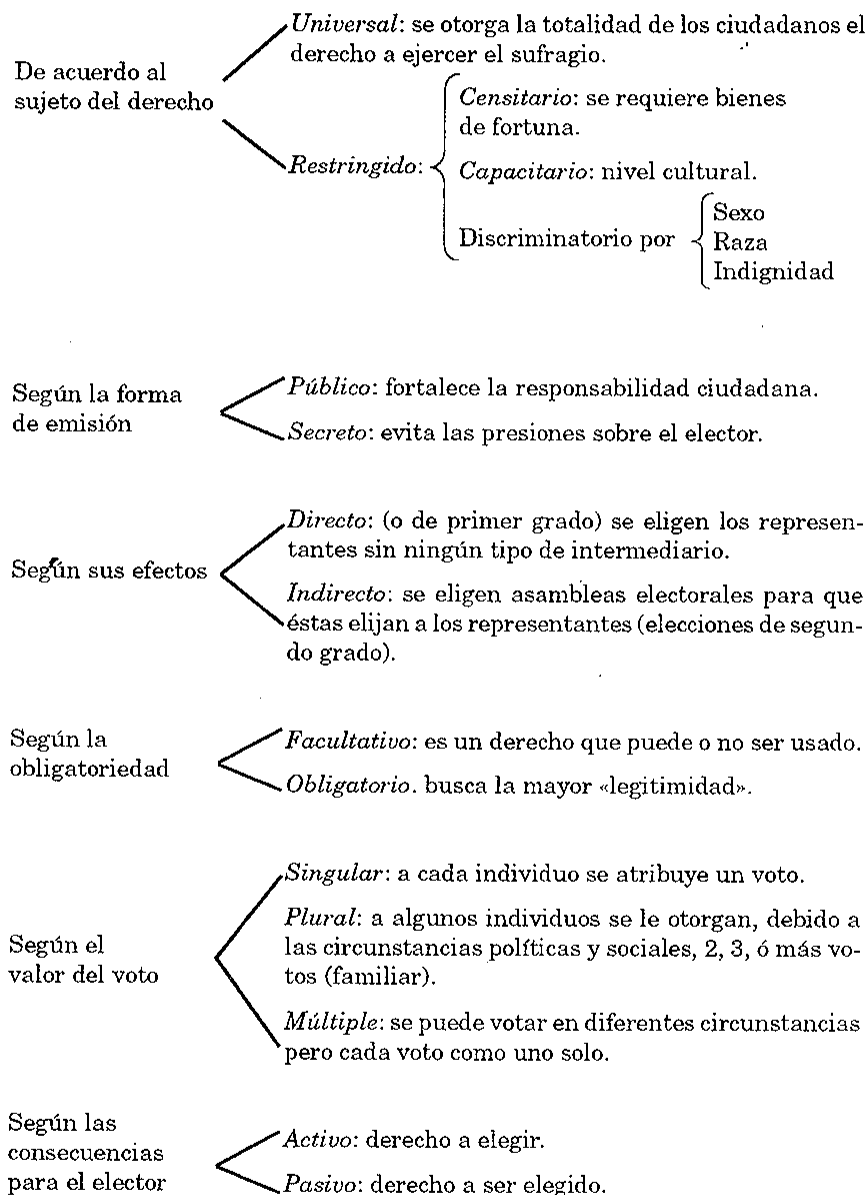 De acuerdo al
sujeto del derecho
Universal: se otorga la totalidad de los ciudadanos el
derecho a ejercer el sufragio.
Restringido:
Censitario: se requiere bienes
de fortuna.
Capacitario: nivel cultural.
Discriminatorio por
Sexo
Raza
Indignidad
Según la forma
de emisión
Público: fortalece la responsabilidad ciudadana.
Secreto: evita las presiones sobre el elector.
Según sus efectos
Directo: (o de primer grado) se eligen los represen-
tantes sin ningún tipo de intermediario.
Indirecto: se eligen asambleas electorales para que
éstas elijan a los representantes (elecciones de segun-
do grado).
Según la
obligatoriedad
Facultativo: es un derecho que puede o no ser usado.
Obligatorio. busca la mayor «legitimidad».
Según el
valor del voto
Singular: a cada individuo se atribuye un voto.
Plural: a algunos individuos se le otorgan, debido a
las circunstancias políticas y sociales, 2, 3, ó más vo-
tos (familiar).
Múltiple: se puede votar en diferentes circunstancias
pero cada voto como uno solo.
Según las
consecuencias
para el elector
Activo: derecho a elegir.
Pasivo: derecho a ser elegido.